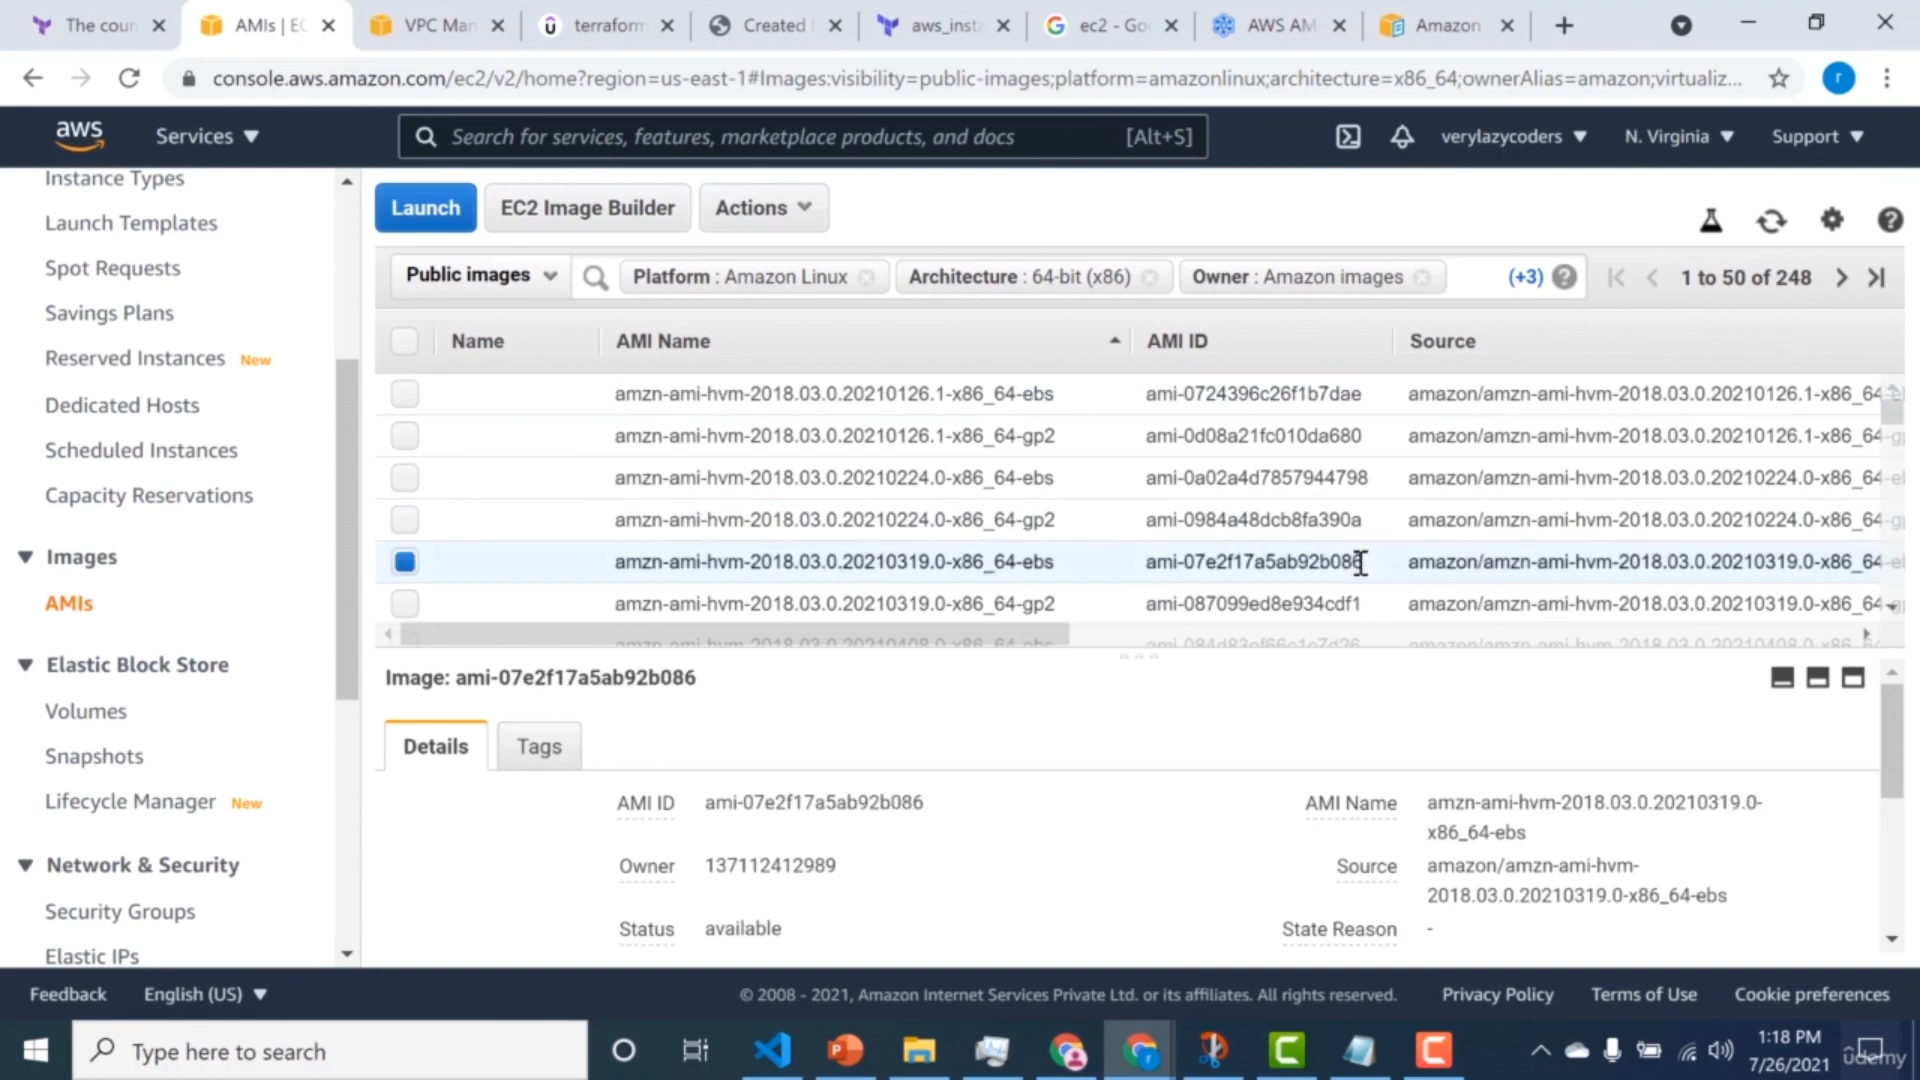 The coun
AMIs | EC
VPC Man
terraform
Created
aws_insta
ec2 - Goo
AWS AM
Amazon
console.aws.amazon.com/ec2/v2/home?region=us-east-1#Images:visibility=public-images;platform=amazonlinux;architecture=x86_64;ownerAlias=amazon;virtualiz...
r
aws
Services
Search for services, features, marketplace products, and docs
[Alt+S]
verylazycoders
N. Virginia
Support
Instance Types
Launch Templates
Spot Requests
Savings Plans
Reserved Instances New
Dedicated Hosts
Scheduled Instances
Capacity Reservations
Images
AMIs
Elastic Block Store
Volumes
Snapshots
Lifecycle Manager New
Network & Security
Security Groups
Elastic IPs
Launch
EC2 Image Builder
Actions
Public images
Platform : Amazon Linux
Architecture : 64-bit (x86)
Owner : Amazon images
(+3)
1 to 50 of 248
Name AMI Name AMI ID Source
amzn-ami-hvm-2018.03.0.20210126.1-x86_64-ebs ami-0724396c26f1b7dae amazon/amzn-ami-hvm-2018.03.0.20210126.1-x86_64-
amzn-ami-hvm-2018.03.0.20210126.1-x86_64-gp2 ami-0d08a21fc010da680 amazon/amzn-ami-hvm-2018.03.0.20210126.1-x86_64-
amzn-ami-hvm-2018.03.0.20210224.0-x86_64-ebs ami-0a02a4d7857944798 amazon/amzn-ami-hvm-2018.03.0.20210224.0-x86_64-
amzn-ami-hvm-2018.03.0.20210224.0-x86_64-gp2 ami-0984a48dcb8fa390a amazon/amzn-ami-hvm-2018.03.0.20210224.0-x86_64-
amzn-ami-hvm-2018.03.0.20210319.0-x86_64-ebs ami-07e2f17a5ab92b086 amazon/amzn-ami-hvm-2018.03.0.20210319.0-x86_64-
amzn-ami-hvm-2018.03.0.20210319.0-x86_64-gp2 ami-087099ed8e934cdf1 amazon/amzn-ami-hvm-2018.03.0.20210319.0-x86_64-
Image: ami-07e2f17a5ab92b086
Details
Tags
AMI ID ami-07e2f17a5ab92b086
AMI Name amzn-ami-hvm-2018.03.0.20210319.0-
x86_64-ebs
Owner 137112412989
Source amazon/amzn-ami-hvm-
2018.03.0.20210319.0-x86_64-ebs
Status available
State Reason -
Feedback
English (US)
© 2008 - 2021, Amazon Internet Services Private Ltd. or its affiliates. All rights reserved.
Privacy Policy
Terms of Use
Cookie preferences
Type here to search
1:18 PM
7/26/2021
ûdemy